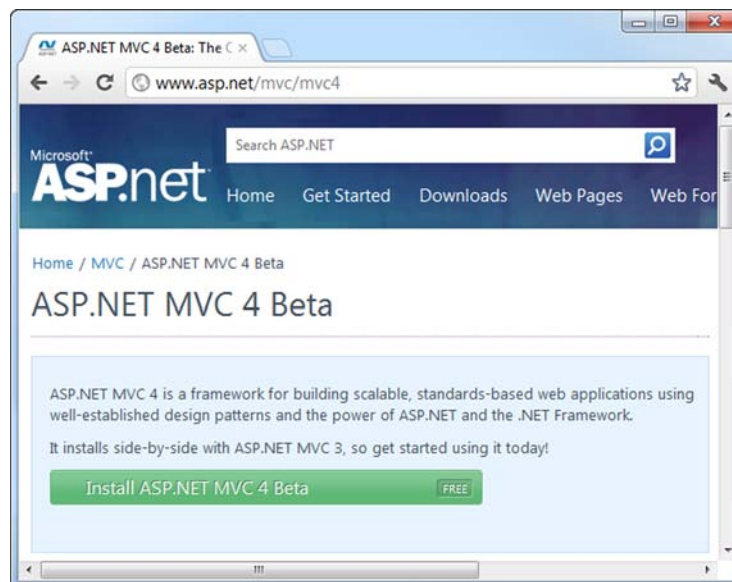 ASP.NET MVC 4 Beta: The C
www.asp.net/mvc/mvc4
Search ASP.NET
Microsoft
ASP.net
Home Get Started Downloads Web Pages Web For
Home / MVC / ASP.NET MVC 4 Beta
ASP.NET MVC 4 Beta
ASP.NET MVC 4 is a framework for building scalable, standards-based web applications using
well-established design patterns and the power of ASP.NET and the .NET Framework.
It installs side-by-side with ASP.NET MVC 3, so get started using it today!
Install ASP.NET MVC 4 Beta FREE